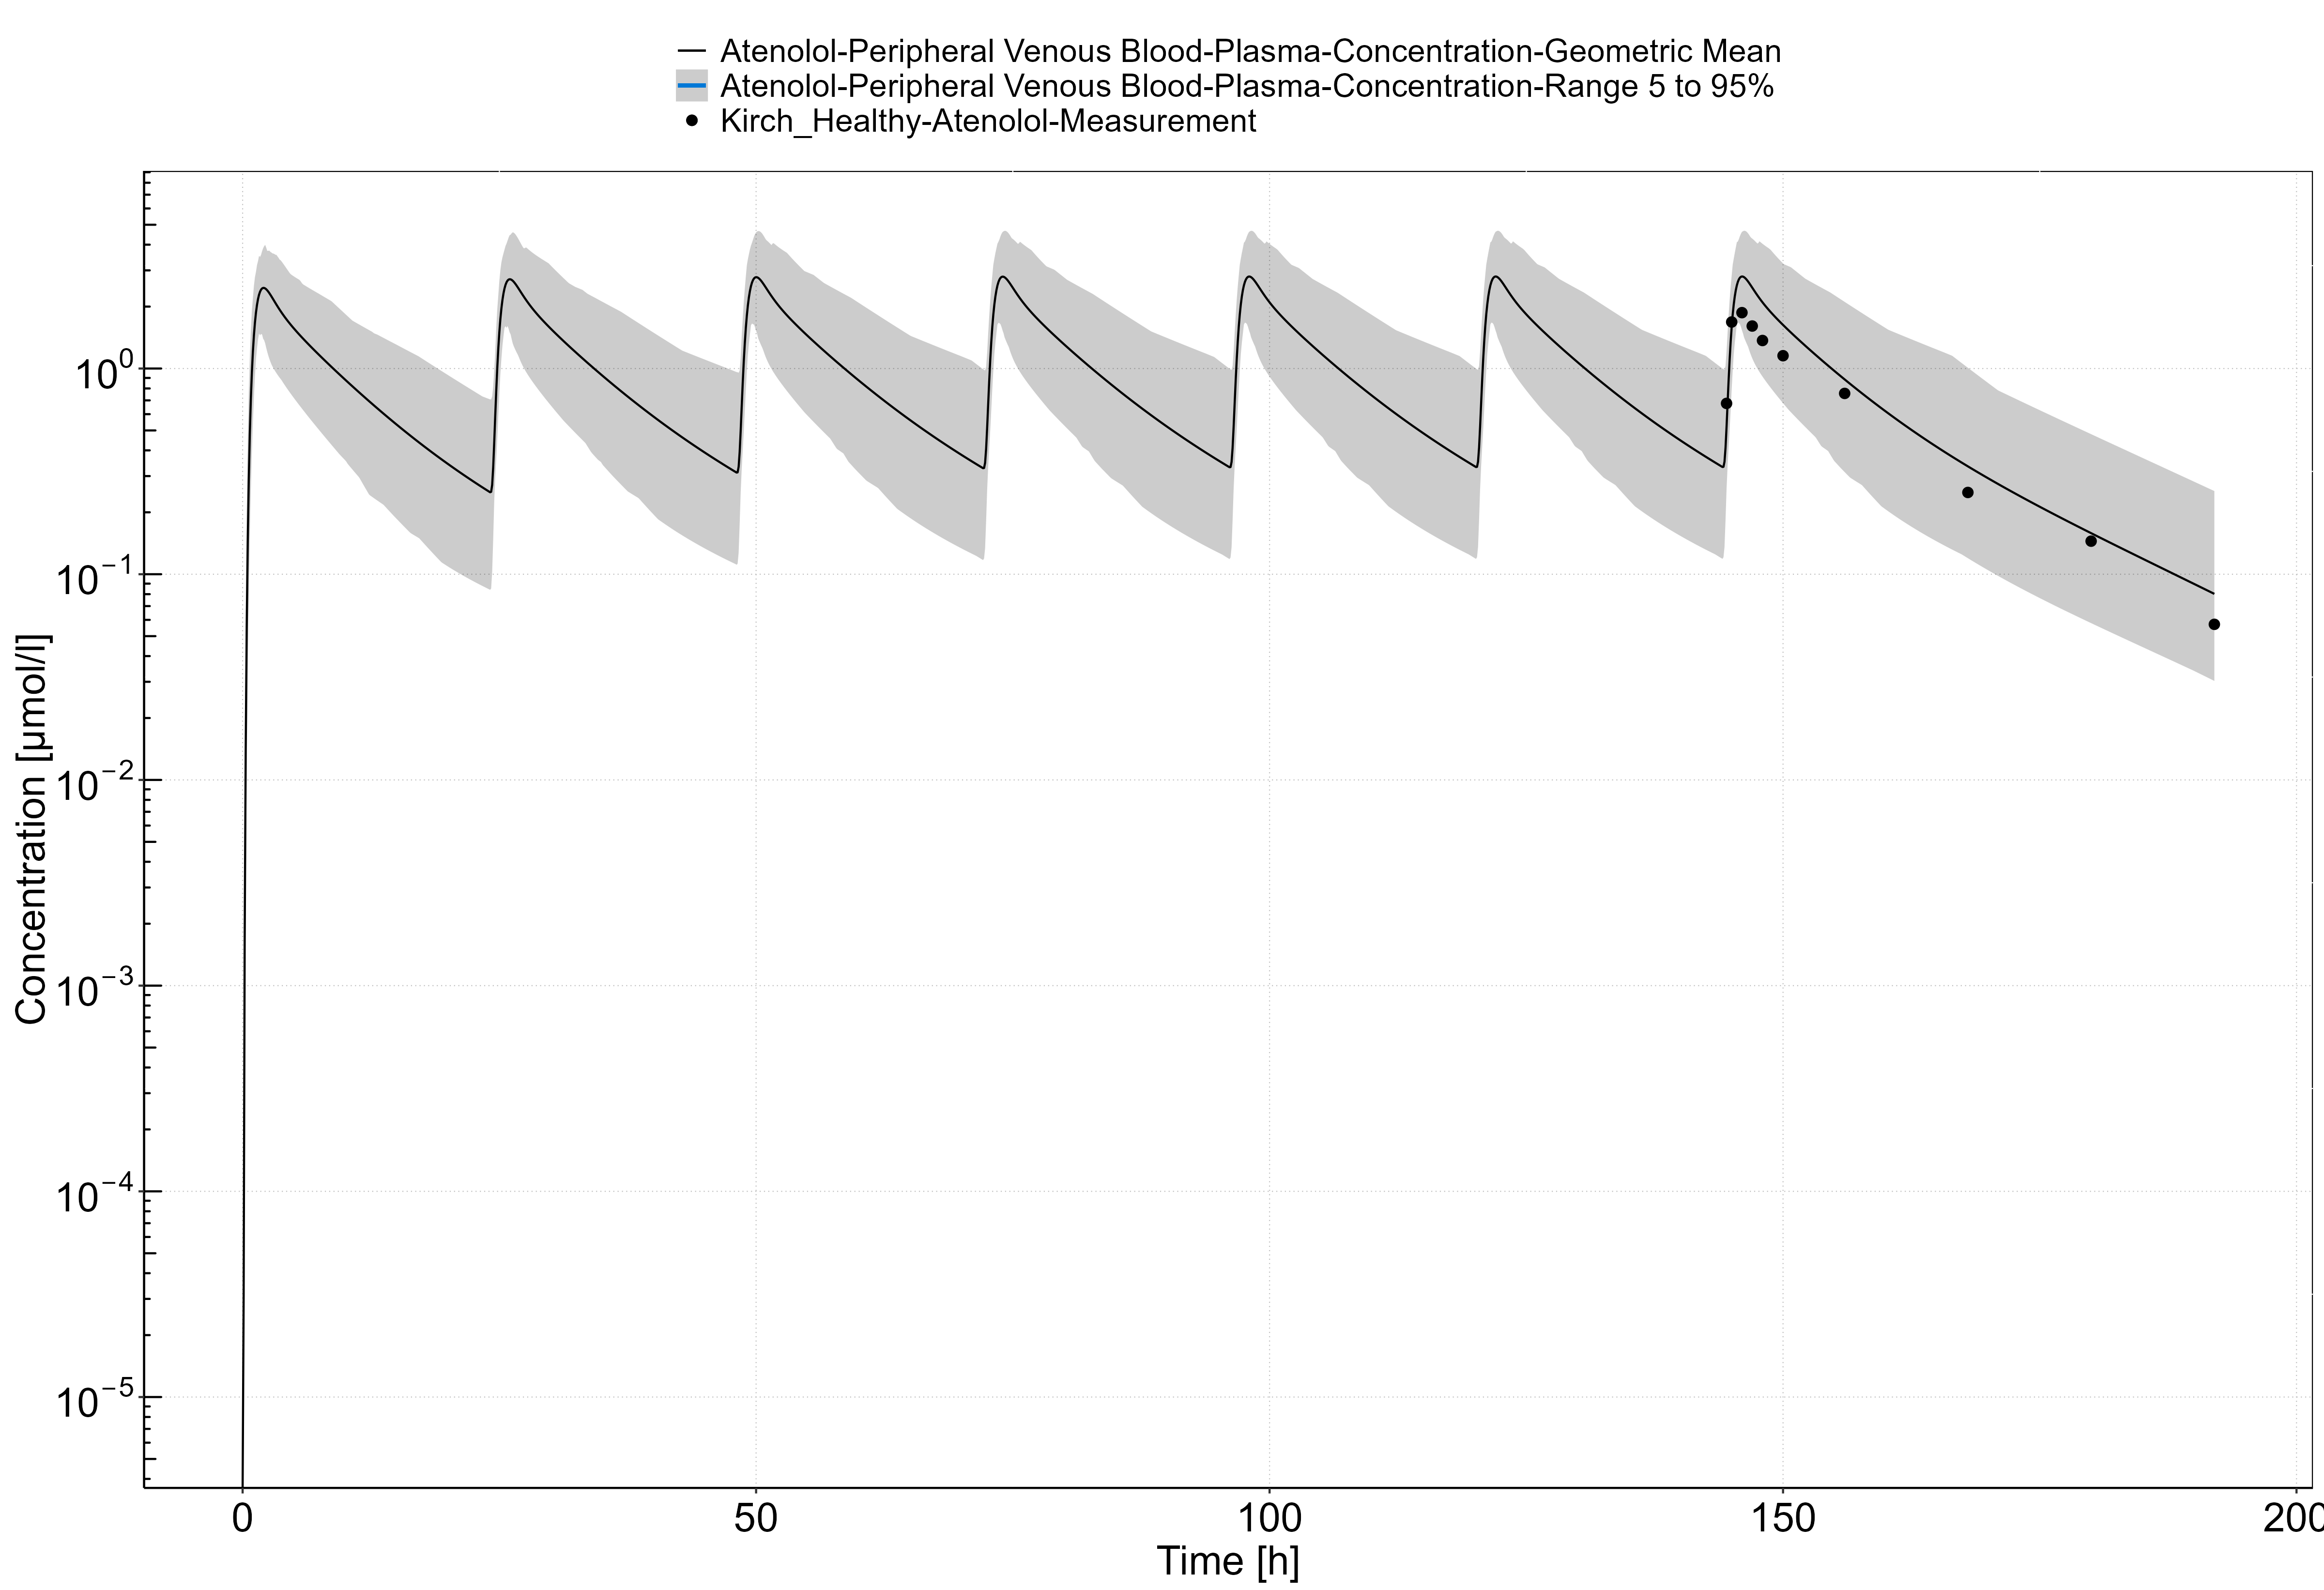 Atenolol-Peripheral Venous Blood-Plasma-Concentration-Geometric Mean
Atenolol-Peripheral Venous Blood-Plasma-Concentration-Range 5 to 95%
Kirch_Healthy-Atenolol-Measurement
Concentration [µmol/l]
10⁰
10⁻¹
10⁻²
10⁻³
10⁻⁴
10⁻⁵
0 50 100 150 200
Time [h]